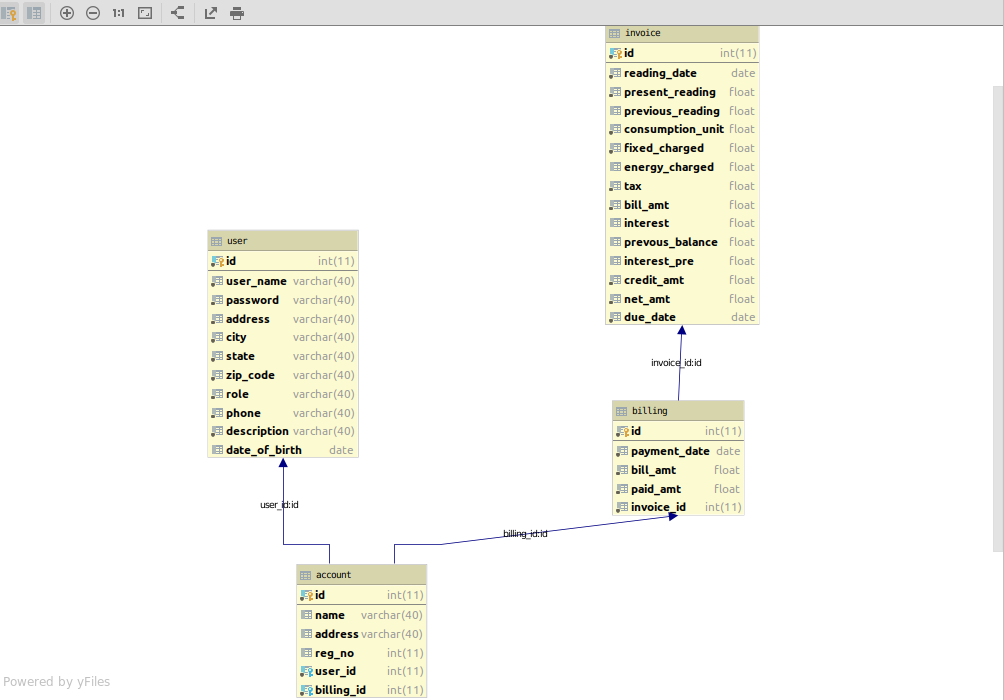 1:1
invoice
id int(11)
reading_date date
present_reading float
previous_reading float
consumption_unit float
fixed_charged float
energy_charged float
tax float
bill_amt float
interest float
prevous_balance float
interest_pre float
credit_amt float
net_amt float
due_date date
user
id int(11)
user_name varchar(40)
password varchar(40)
address varchar(40)
city varchar(40)
state varchar(40)
zip_code varchar(40)
role varchar(40)
phone varchar(40)
description varchar(40)
date_of_birth date
invoice_id:id
billing
id int(11)
payment_date date
bill_amt float
paid_amt float
invoice_id int(11)
user_id:id
billing_id:id
account
id int(11)
name varchar(40)
address varchar(40)
reg_no int(11)
user_id int(11)
billing_id int(11)
Powered by yFiles